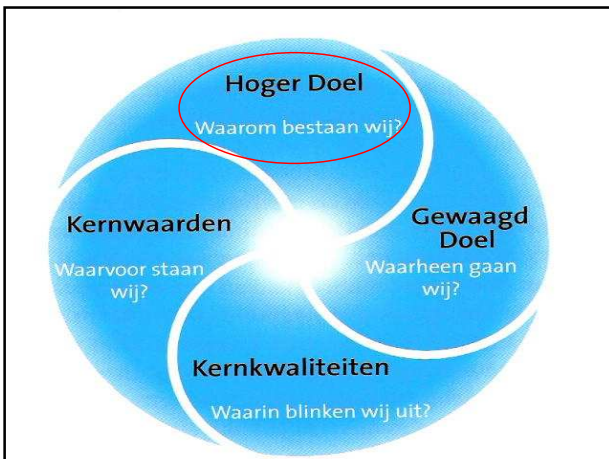 Hoger Doel
Waarom bestaan wij?
Kernwaarden
Waarvoor staan
wij?
Gewaagd
Doel
Waarheen gaan
wij?
Kernkwaliteiten
Waarin blinken wij uit?